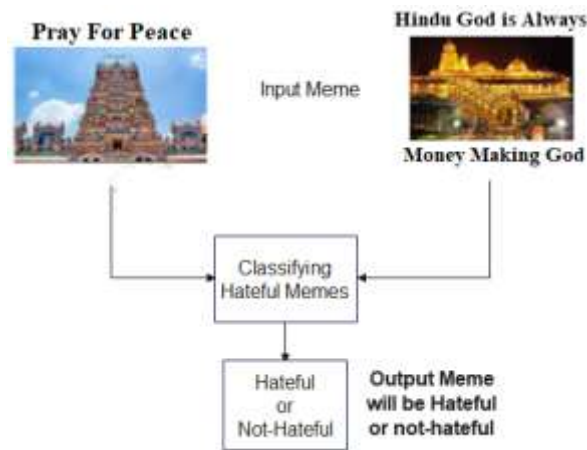 Pray For Peace
Input Meme
Hindu God is Always
Money Making God
Classifying
Hateful Memes
Hateful
or
Not-Hateful
Output Meme
will be Hateful
or not-hateful